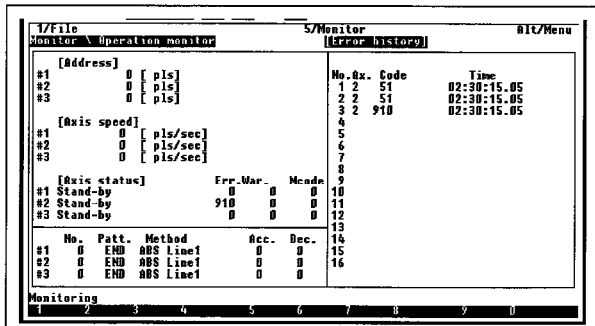 1/File 5/Monitor Alt/Menu
Monitor \ Operation monitor [Error history]
[Address]
#1 0 [ pls]
#2 0 [ pls]
#3 0 [ pls]
[Axis speed]
#1 0 [ pls/sec]
#2 0 [ pls/sec]
#3 0 [ pls/sec]
[Axis status] Err. War. Mcode
#1 Stand-by 0 0 0
#2 Stand-by 910 0 0
#3 Stand-by 0 0 0
No. Patt. Method Acc. Dec.
#1 0 END ABS Line1 0 0
#2 0 END ABS Line1 0 0
#3 0 END ABS Line1 0 0
No. Ax. Code Time
1 2 51 02:30:15.05
2 2 51 02:30:15.05
3 2 910 02:30:15.05
4
5
6
7
8
9
10
11
12
13
14
15
16
Monitoring
1 2 3 4 5 6 7 8 9 0